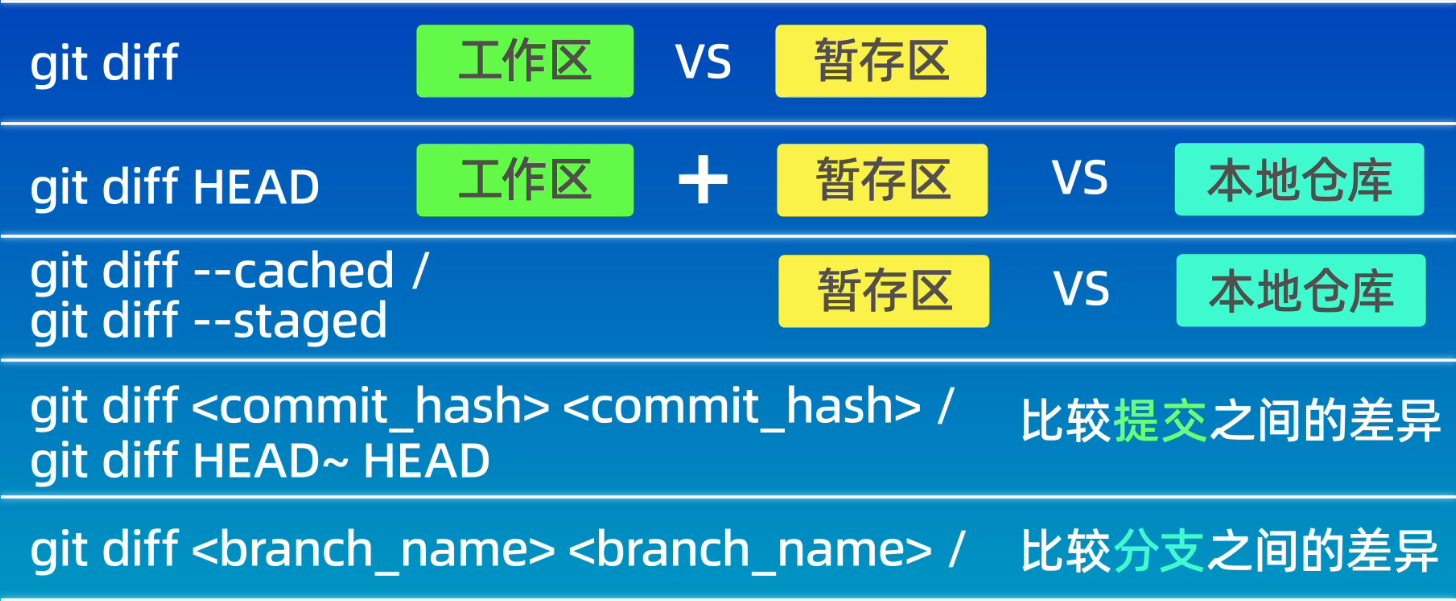 git diff 工作区 VS 暂存区
git diff HEAD 工作区 + 暂存区 VS 本地仓库
git diff --cached /
git diff --staged 暂存区 VS 本地仓库
git diff <commit_hash> <commit_hash> /
git diff HEAD~ HEAD 比较提交之间的差异
git diff <branch_name> <branch_name> / 比较分支之间的差异